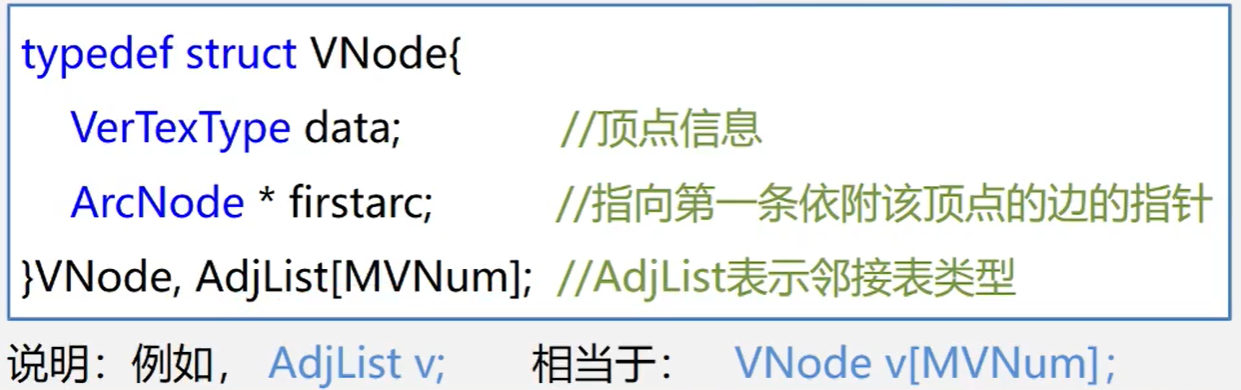 typedef struct VNode{
VerTexType data; //顶点信息
ArcNode * firstarc; //指向第一条依附该顶点的边的指针
}VNode, AdjList[MVNum]; //AdjList表示邻接表类型
说明：例如， AdjList v; 相当于： VNode v[MVNum];